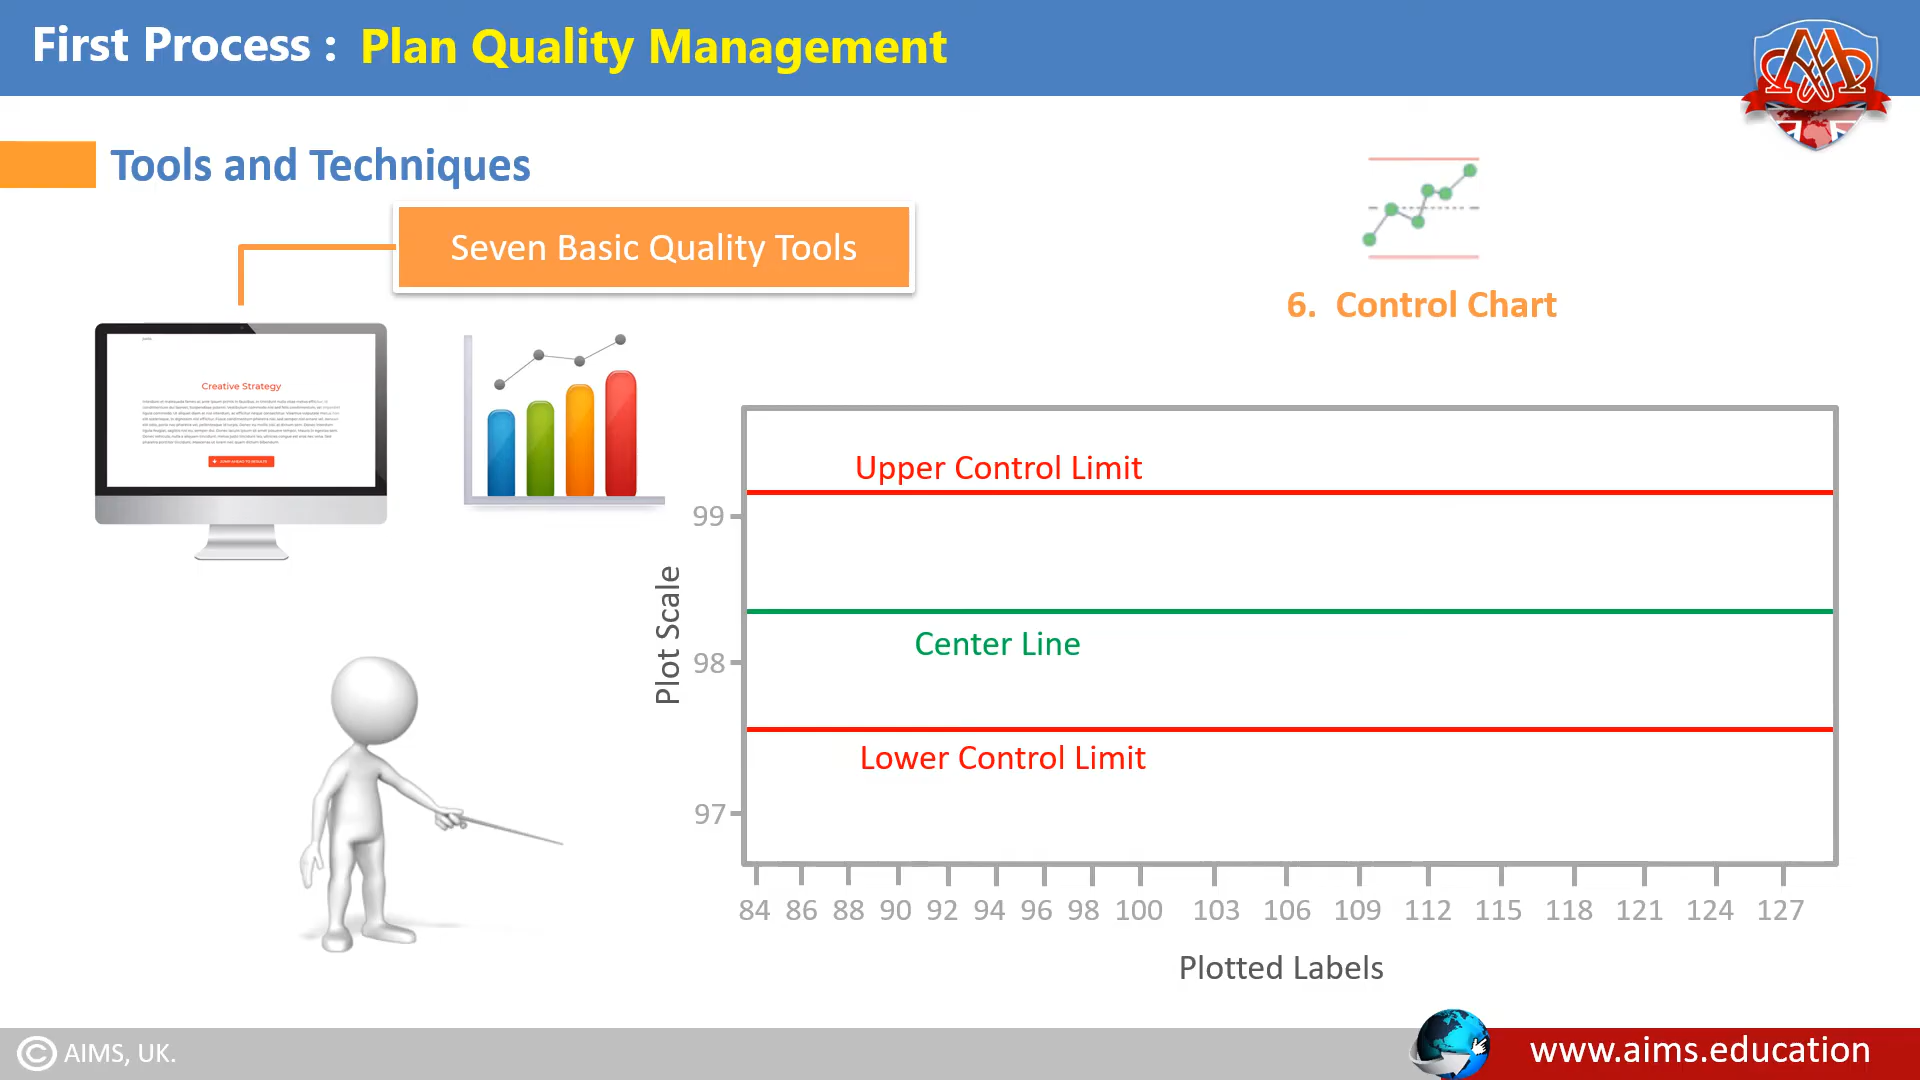 First Process : Plan Quality Management
Tools and Techniques
Seven Basic Quality Tools
6. Control Chart
Creative Strategy
Upper Control Limit
99
Center Line
98
Plot Scale
Lower Control Limit
97
84 86 88 90 92 94 96 98 100 103 106 109 112 115 118 121 124 127
Plotted Labels
© AIMS, UK.
www.aims.education